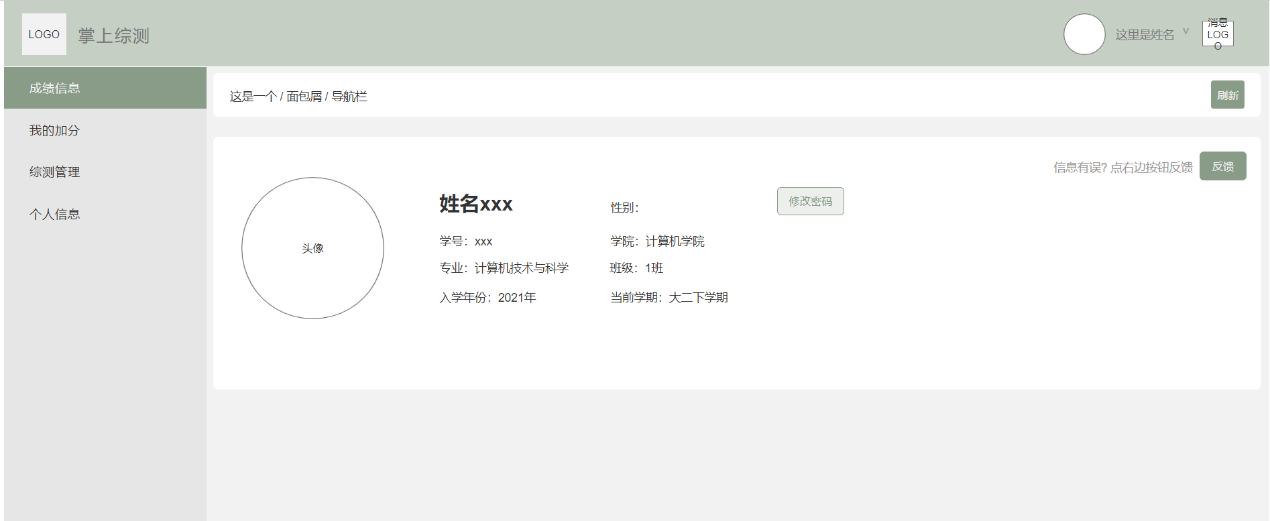 LOGO 掌上综测 这里是姓名 v 消息
LOG
O
成绩信息
我的加分
综测管理
个人信息
这是一个 / 面包屑 / 导航栏 刷新
信息有误? 点右边按钮反馈 反馈
头像
姓名xxx 性别： 修改密码
学号：xxx 学院：计算机学院
专业：计算机技术与科学 班级：1班
入学年份：2021年 当前学期：大二下学期